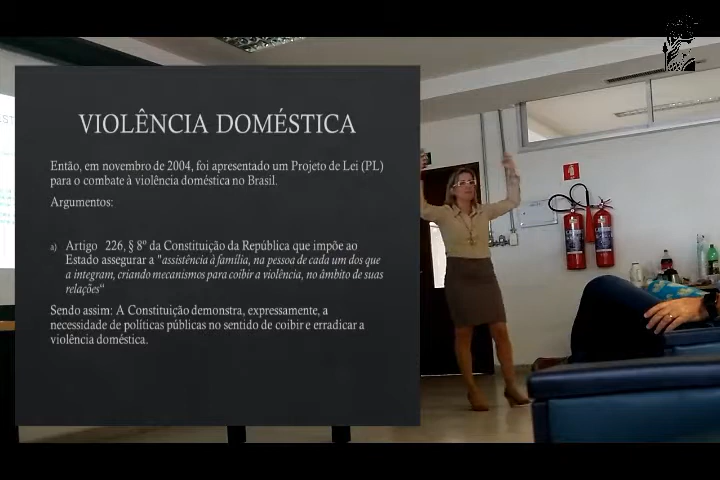 VIOLÊNCIA DOMÉSTICA
Então, em novembro de 2004, foi apresentado um Projeto de Lei (PL)
para o combate à violência doméstica no Brasil.
Argumentos:
a) Artigo 226, § 8º da Constituição da República que impõe ao
Estado assegurar a "assistência à família, na pessoa de cada um dos que
a integram, criando mecanismos para coibir a violência, no âmbito de suas
relações"
Sendo assim: A Constituição demonstra, expressamente, a
necessidade de políticas públicas no sentido de coibir e erradicar a
violência doméstica.